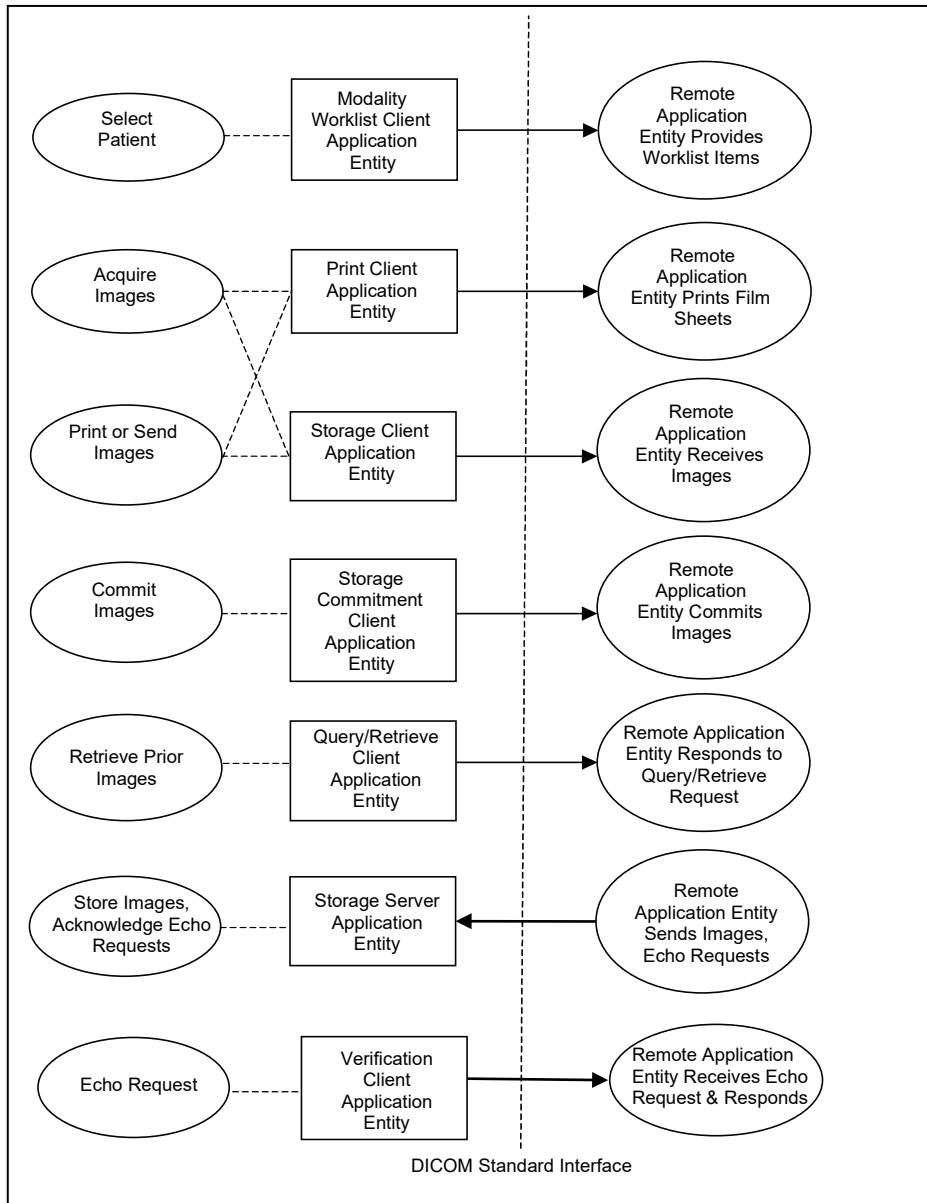 Select
Patient
Modality
Worklist Client
Application
Entity
Remote
Application
Entity Provides
Worklist Items
Acquire
Images
Print Client
Application
Entity
Remote
Application
Entity Prints Film
Sheets
Print or Send
Images
Storage Client
Application
Entity
Remote
Application
Entity Receives
Images
Commit
Images
Storage
Commitment
Client
Application
Entity
Remote
Application
Entity Commits
Images
Retrieve Prior
Images
Query/Retrieve
Client
Application
Entity
Remote Application
Entity Responds to
Query/Retrieve
Request
Store Images,
Acknowledge Echo
Requests
Storage Server
Application
Entity
Remote
Application Entity
Sends Images,
Echo Requests
Echo Request
Verification
Client
Application
Entity
Remote Application
Entity Receives Echo
Request & Responds
DICOM Standard Interface